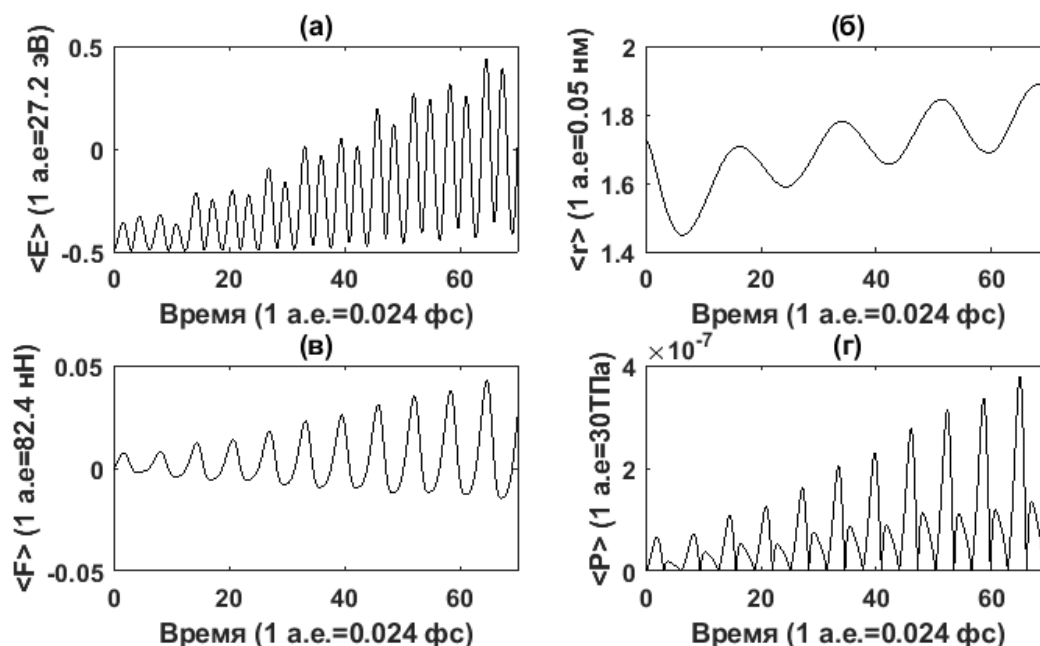 (а)
<E> (1 а.е=27.2 эВ)
0.5
0
-0.5
0 20 40 60
Время (1 а.е.=0.024 фс)
(б)
<r> (1 а.е=0.05 нм)
2
1.8
1.6
1.4
0 20 40 60
Время (1 а.е.=0.024 фс)
(в)
<F> (1 а.е=82.4 нН)
0.05
0
-0.05
0 20 40 60
Время (1 а.е.=0.024 фс)
(г)
×10⁻⁷
<P> (1 а.е=30ТПа)
4
2
0
0 20 40 60
Время (1 а.е.=0.024 фс)